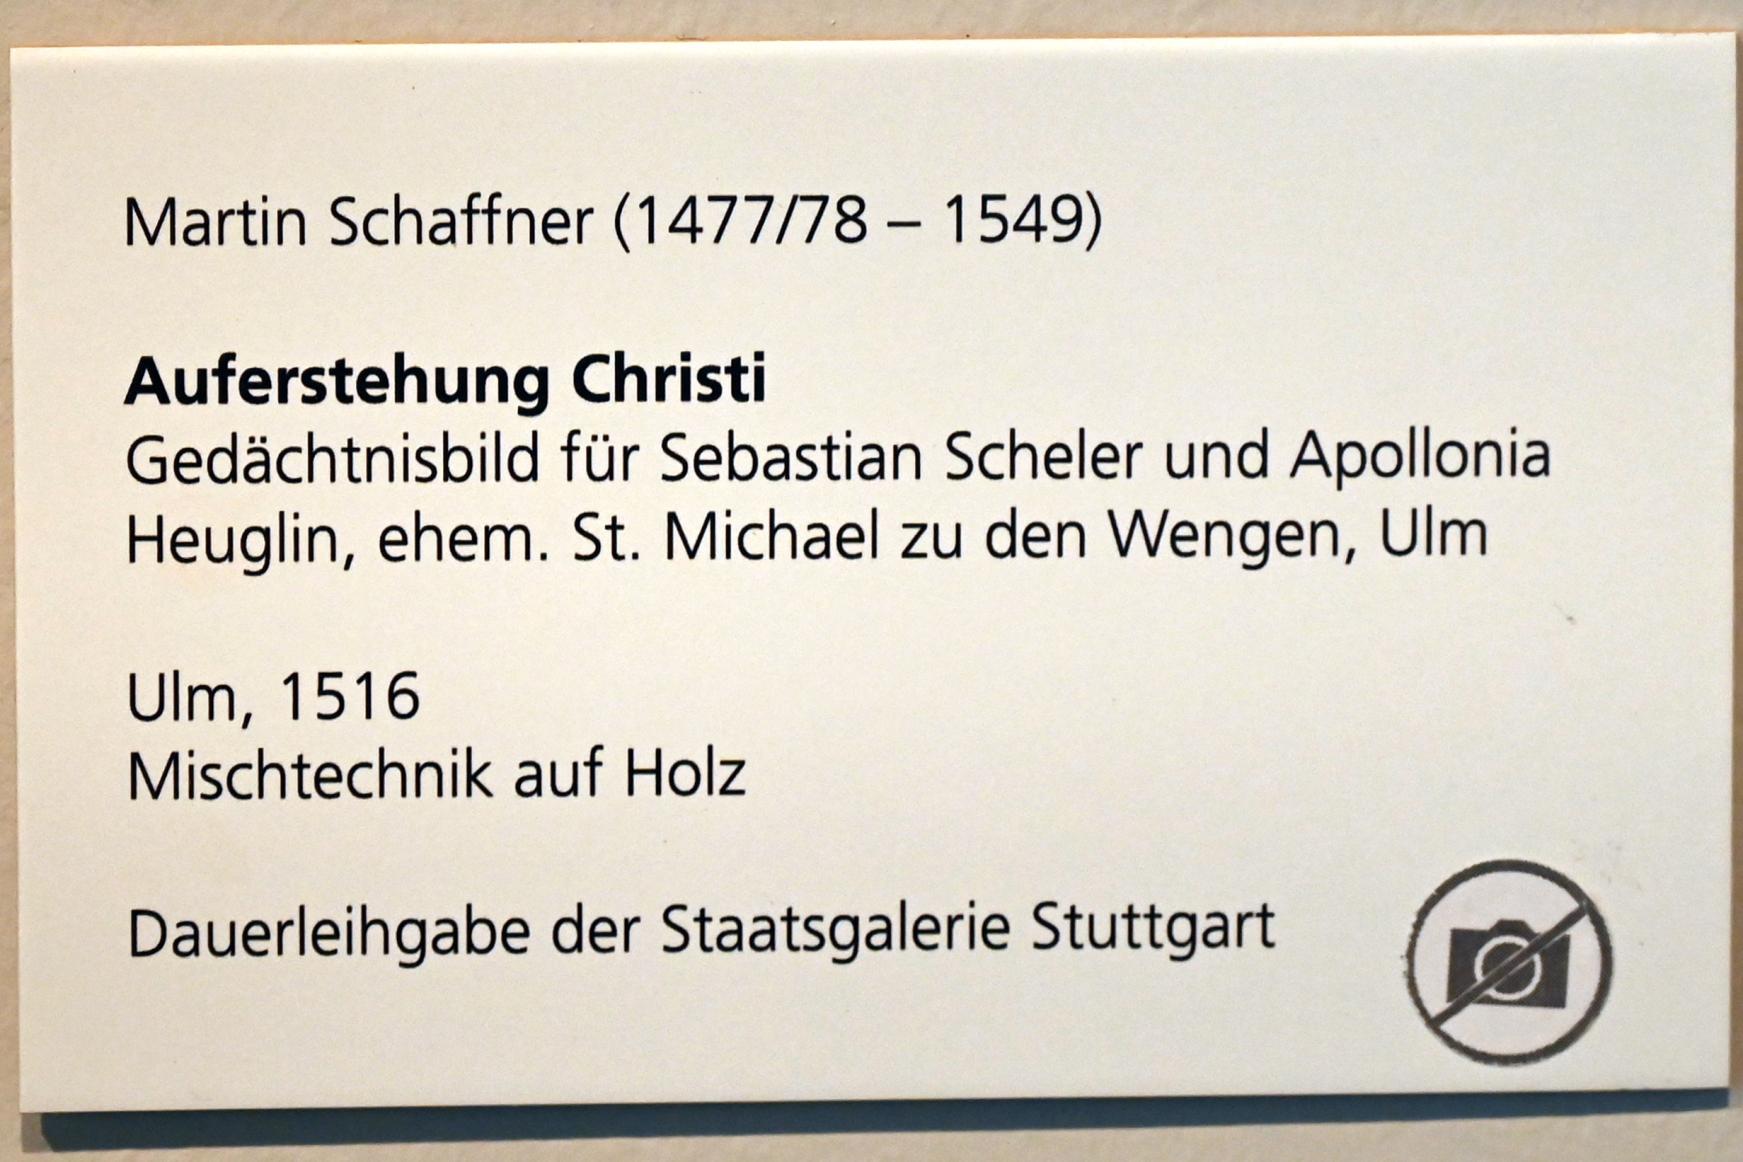 Martin Schaffner (1477/78 – 1549)
Auferstehung Christi
Gedächtnisbild für Sebastian Scheler und Apollonia
Heuglin, ehem. St. Michael zu den Wengen, Ulm
Ulm, 1516
Mischtechnik auf Holz
Dauerleihgabe der Staatsgalerie Stuttgart